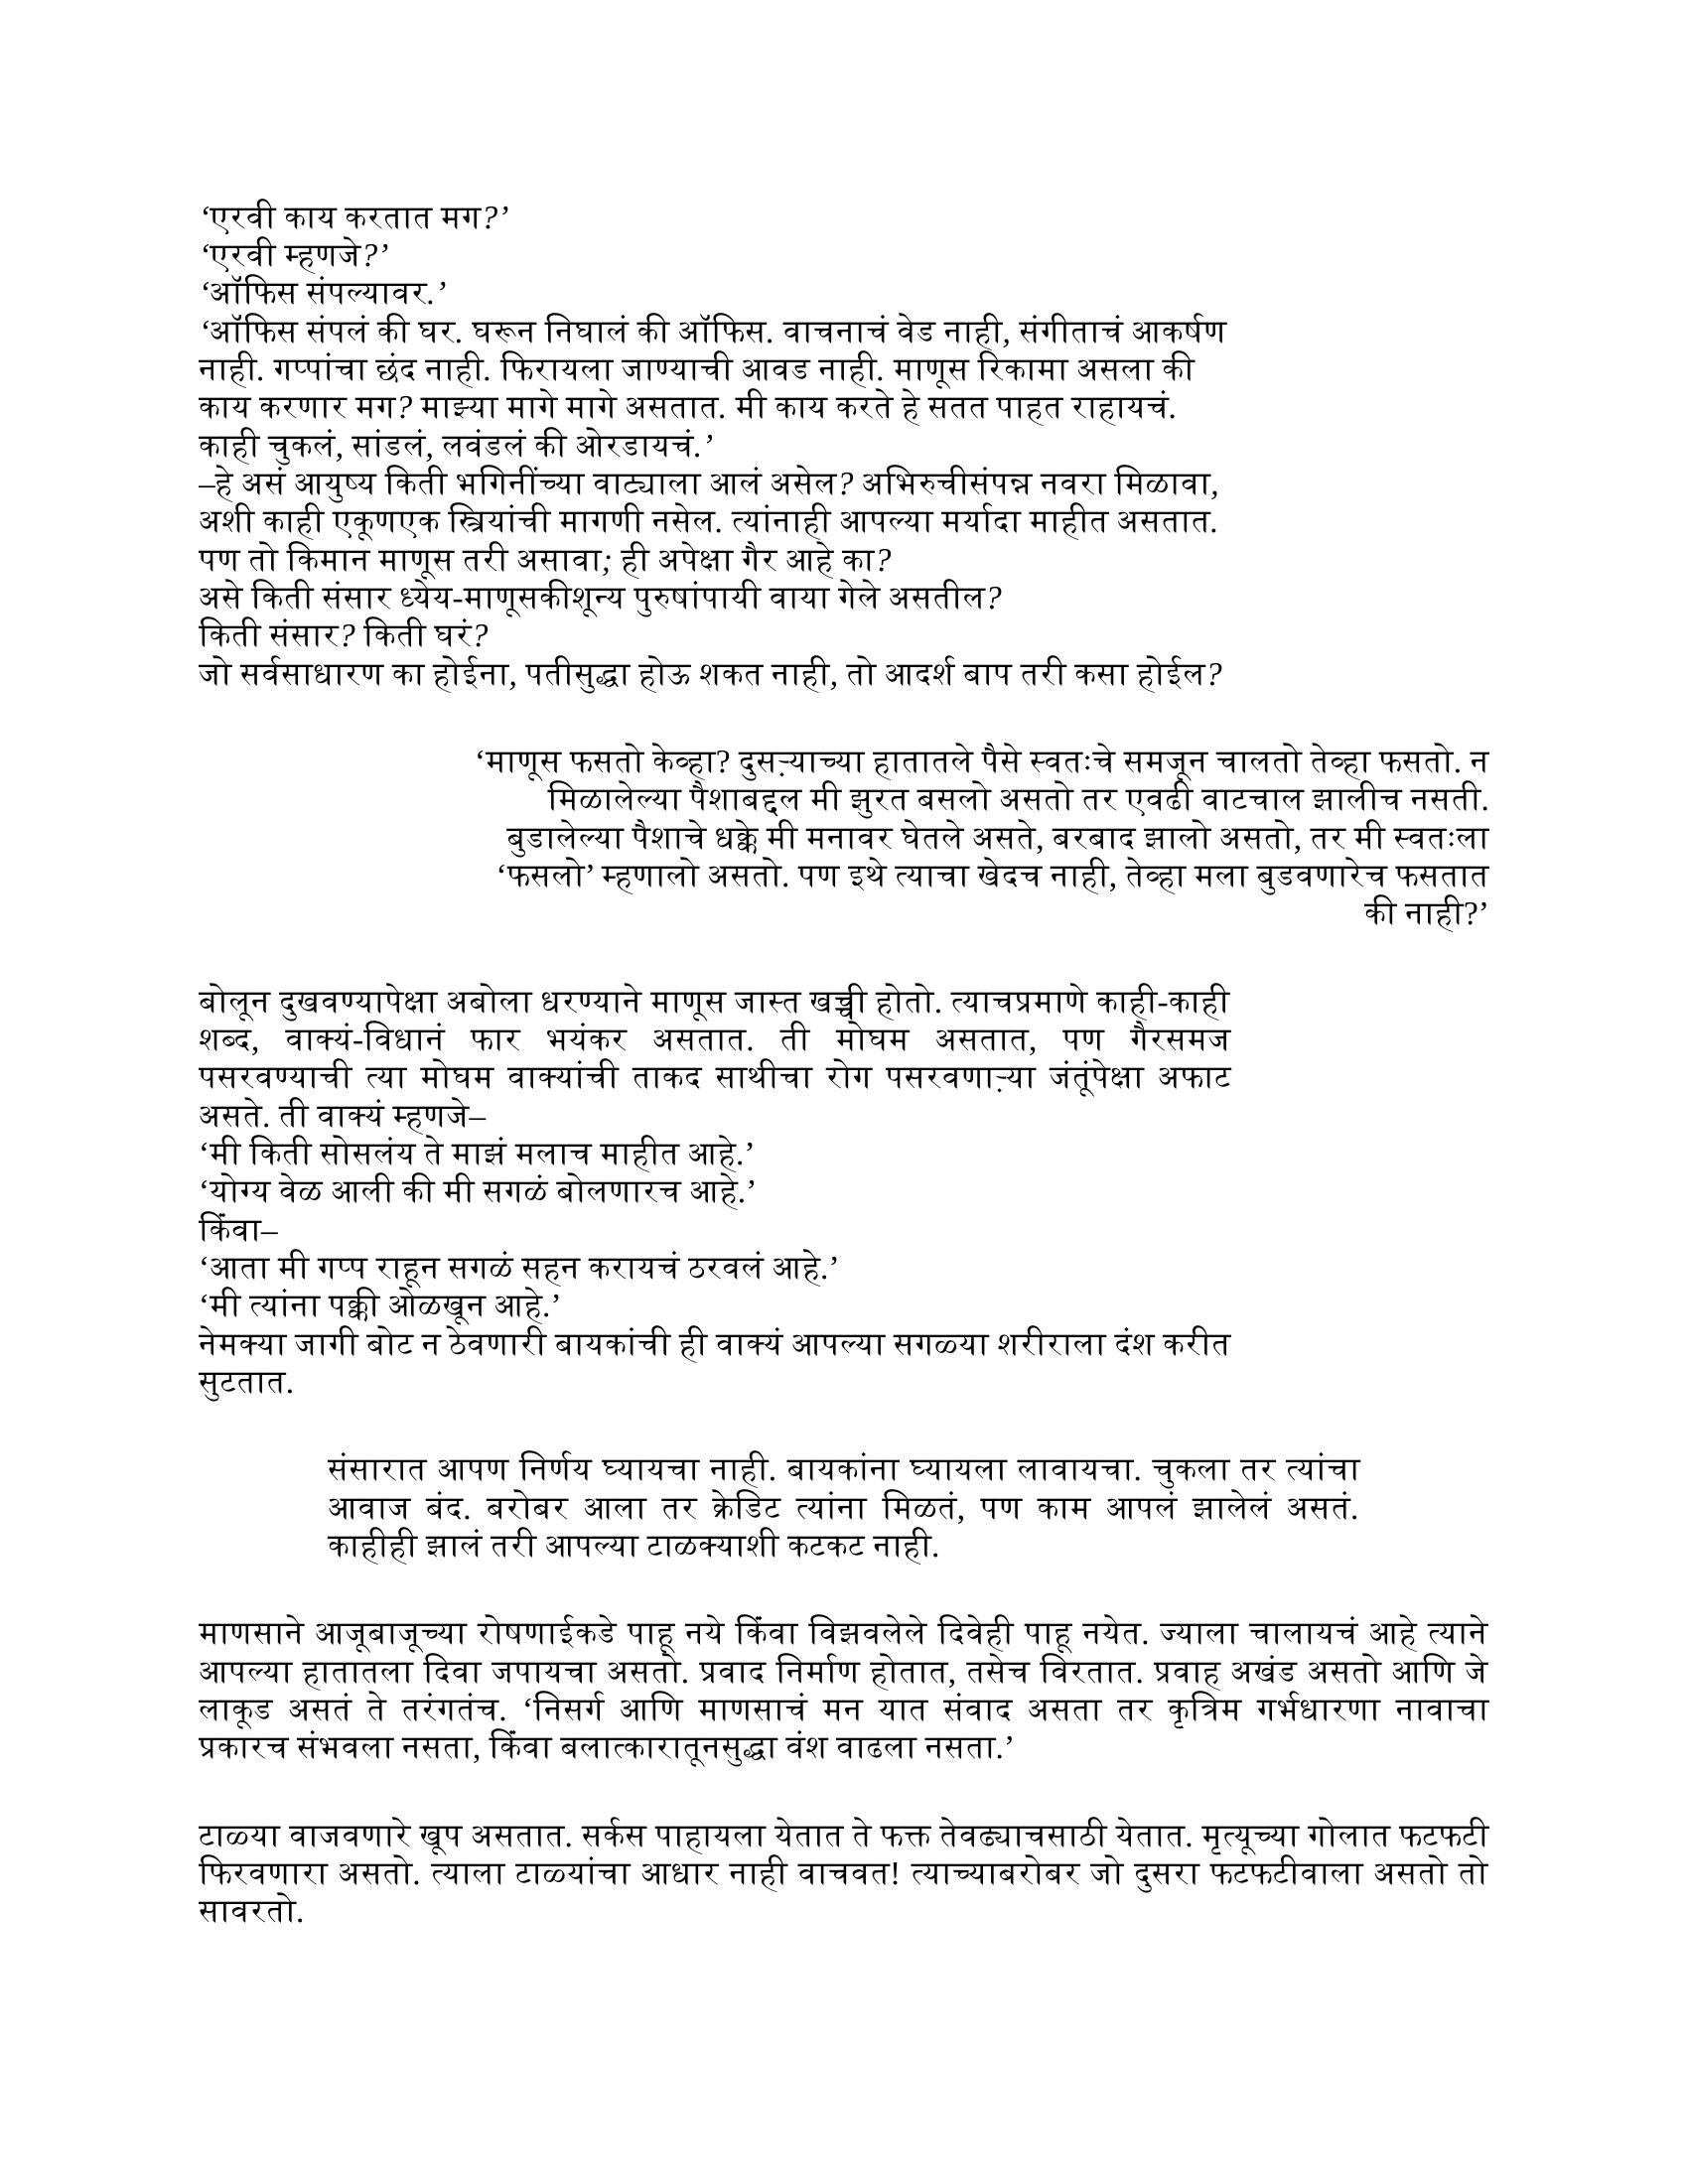 ‘एरवी काय करतात मग?’
‘एरवी म्हणजे?’
‘ऑफिस संपल्यावर.’
‘ऑफिस संपलं की घर. घरून निघालं की ऑफिस. वाचनाचं वेड नाही, संगीताचं आकर्षण
नाही. गप्पांचा छंद नाही. फिरायला जाण्याची आवड नाही. माणूस रिकामा असला की
काय करणार मग? माझ्या मागे मागे असतात. मी काय करते हे सतत पाहत राहायचं.
काही चुकलं, सांडलं, लवंडलं की ओरडायचं.’
–हे असं आयुष्य किती भगिनींच्या वाट्याला आलं असेल? अभिरुचीसंपन्न नवरा मिळावा,
अशी काही एकूणएक स्त्रियांची मागणी नसेल. त्यांनाही आपल्या मर्यादा माहीत असतात.
पण तो किमान माणूस तरी असावा; ही अपेक्षा गैर आहे का?
असे किती संसार ध्येय-माणूसकीशून्य पुरुषांपायी वाया गेले असतील?
किती संसार? किती घरं?
जो सर्वसाधारण का होईना, पतीसुद्धा होऊ शकत नाही, तो आदर्श बाप तरी कसा होईल?
‘माणूस फसतो केव्हा? दुसऱ्याच्या हातातले पैसे स्वतःचे समजून चालतो तेव्हा फसतो. न
मिळालेल्या पैशाबद्दल मी झुरत बसलो असतो तर एवढी वाटचाल झालीच नसती.
बुडालेल्या पैशाचे धक्के मी मनावर घेतले असते, बरबाद झालो असतो, तर मी स्वतःला
‘फसलो’ म्हणालो असतो. पण इथे त्याचा खेदच नाही, तेव्हा मला बुडवणारेच फसतात
की नाही?’
बोलून दुखवण्यापेक्षा अबोला धरण्याने माणूस जास्त खच्ची होतो. त्याचप्रमाणे काही-काही
शब्द, वाक्यं-विधानं फार भयंकर असतात. ती मोघम असतात, पण गैरसमज
पसरवण्याची त्या मोघम वाक्यांची ताकद साथीचा रोग पसरवणाऱ्या जंतूंपेक्षा अफाट
असते. ती वाक्यं म्हणजे–
‘मी किती सोसलंय ते माझं मलाच माहीत आहे.’
‘योग्य वेळ आली की मी सगळं बोलणारच आहे.’
किंवा–
‘आता मी गप्प राहून सगळं सहन करायचं ठरवलं आहे.’
‘मी त्यांना पक्की ओळखून आहे.’
नेमक्या जागी बोट न ठेवणारी बायकांची ही वाक्यं आपल्या सगळ्या शरीराला दंश करीत
सुटतात.
संसारात आपण निर्णय घ्यायचा नाही. बायकांना घ्यायला लावायचा. चुकला तर त्यांचा
आवाज बंद. बरोबर आला तर क्रेडिट त्यांना मिळतं, पण काम आपलं झालेलं असतं.
काहीही झालं तरी आपल्या टाळक्याशी कटकट नाही.
माणसाने आजूबाजूच्या रोषणाईकडे पाहू नये किंवा विझवलेले दिवेही पाहू नयेत. ज्याला चालायचं आहे त्याने
आपल्या हातातला दिवा जपायचा असतो. प्रवाद निर्माण होतात, तसेच विरतात. प्रवाह अखंड असतो आणि जे
लाकूड असतं ते तरंगतंच. ‘निसर्ग आणि माणसाचं मन यात संवाद असता तर कृत्रिम गर्भधारणा नावाचा
प्रकारच संभवला नसता, किंवा बलात्कारातूनसुद्धा वंश वाढला नसता.’
टाळ्या वाजवणारे खूप असतात. सर्कस पाहायला येतात ते फक्त तेवढ्याचसाठी येतात. मृत्यूच्या गोलात फटफटी
फिरवणारा असतो. त्याला टाळ्यांचा आधार नाही वाचवत! त्याच्याबरोबर जो दुसरा फटफटीवाला असतो तो
सावरतो.